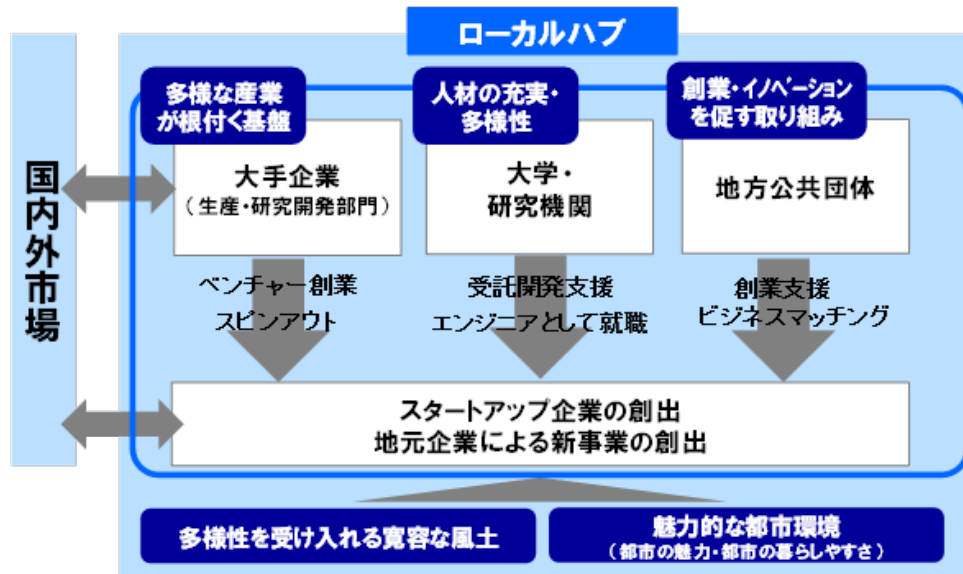 ローカルハブ
国内外市場
多様な産業
が根付く基盤
人材の充実・
多様性
創業・イノベーション
を促す取り組み
大手企業
（生産・研究開発部門）
大学・
研究機関
地方公共団体
ベンチャー創業
スピンアウト
受託開発支援
エンジニアとして就職
創業支援
ビジネスマッチング
スタートアップ企業の創出
地元企業による新事業の創出
多様性を受け入れる寛容な風土
魅力的な都市環境
（都市の魅力・都市の暮らしやすさ）